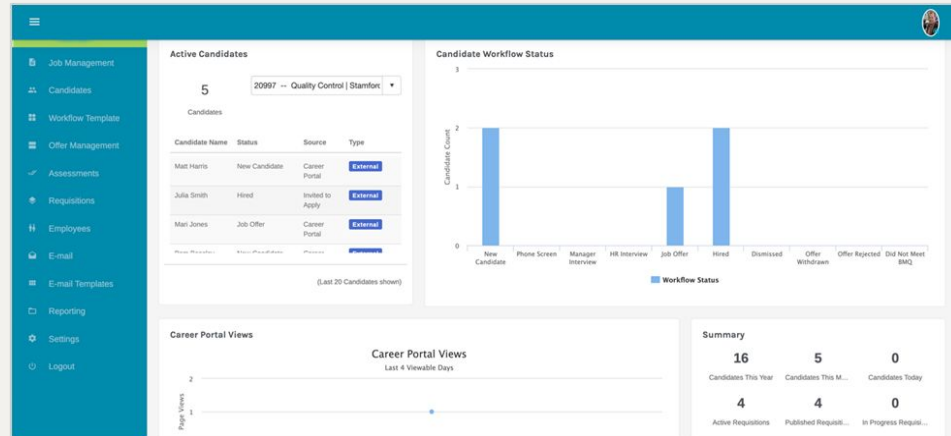 Job Management
Candidates
Workflow Template
Offer Management
Assessments
Requisitions
Employees
E-mail
E-mail Templates
Reporting
Settings
Logout
Active Candidates
5
Candidates
20997 -- Quality Control | Stamford
Candidate Name Status Source Type
Matt Harris New Candidate Career Portal External
Julia Smith Hired Invited to Apply External
Mari Jones Job Offer Career Portal External
(Last 20 Candidates shown)
Candidate Workflow Status
Candidate Count
3
2
1
0
New Candidate
Phone Screen
Manager Interview
HR Interview
Job Offer
Hired
Dismissed
Offer Withdrawn
Offer Rejected
Did Not Meet BMQ
Workflow Status
Career Portal Views
Career Portal Views
Last 4 Viewable Days
Page Views
2
1
Summary
16 5 0
Candidates This Year Candidates This M... Candidates Today
4 4 0
Active Requisitions Published Requisiti... In Progress Requisi...